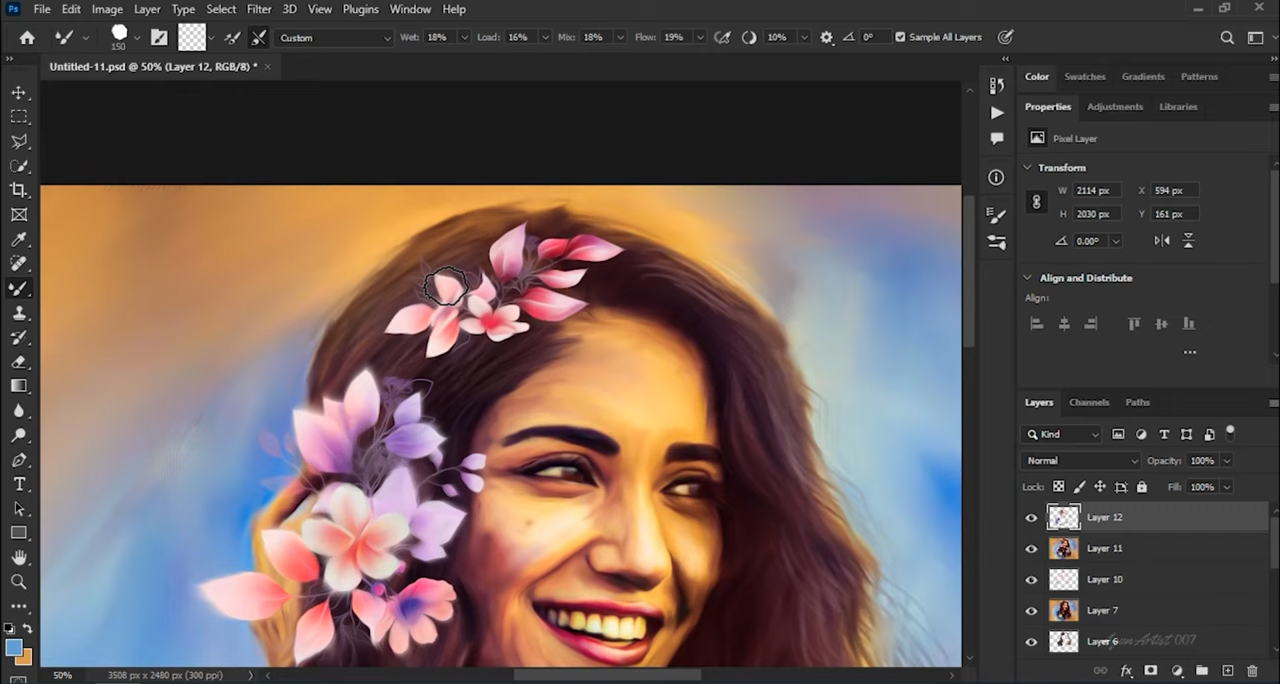 Ps File Edit Image Layer Type Select Filter 3D View Plugins Window Help
150 Custom Wet: 18% Load: 16% Mix: 18% Flow: 19% 10% 0° Sample All Layers
Untitled-11.psd @ 50% (Layer 12, RGB/8) * ×
Color Swatches Gradients Patterns
Properties Adjustments Libraries
Pixel Layer
Transform
W 2114 px X 594 px
H 2030 px Y 161 px
0.00°
Align and Distribute
Align:
Layers Channels Paths
Kind
Normal Opacity: 100%
Lock: Fill: 100%
Layer 12
Layer 11
Layer 10
Layer 7
Layer 6
50% 3508 px x 2480 px (300 ppi)